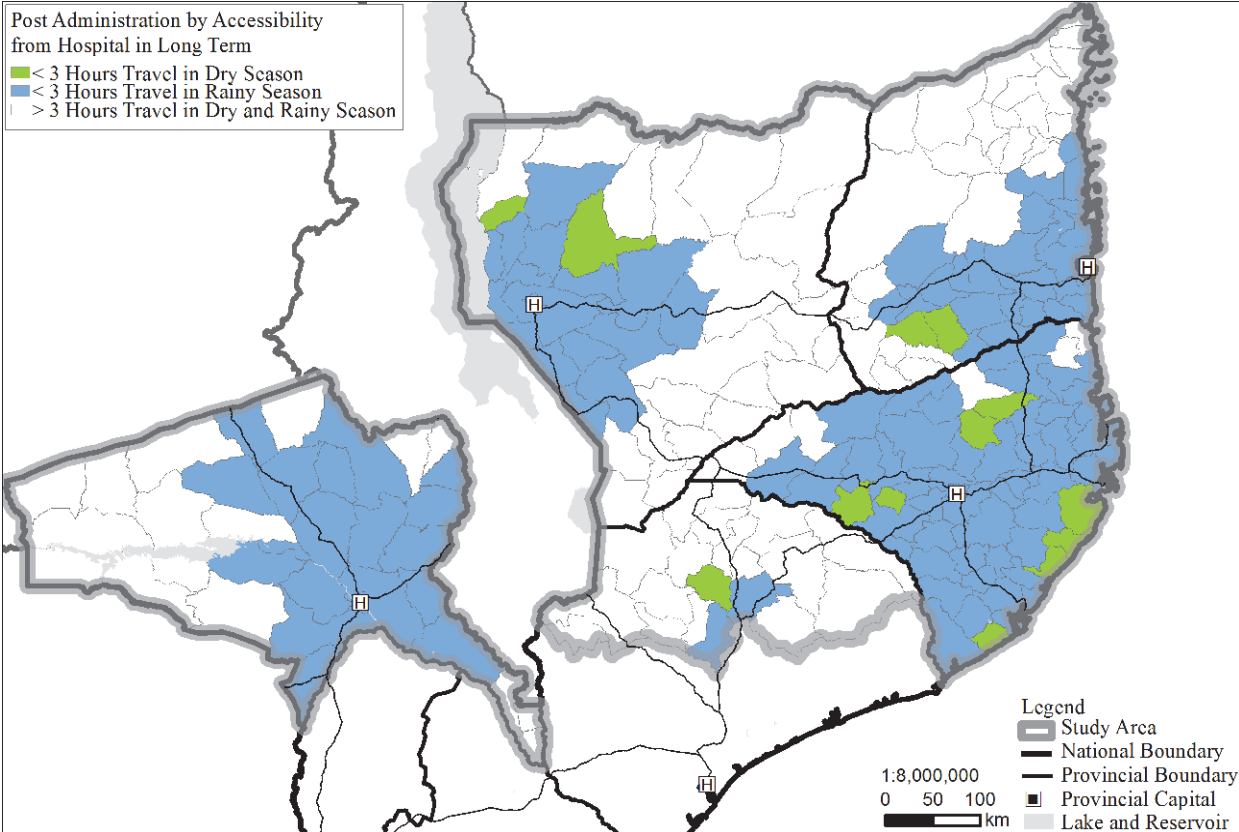 Post Administration by Accessibility
from Hospital in Long Term
< 3 Hours Travel in Dry Season
< 3 Hours Travel in Rainy Season
> 3 Hours Travel in Dry and Rainy Season
H
H
H
H
H
H
Legend
Study Area
National Boundary
Provincial Boundary
Provincial Capital
Lake and Reservoir
1:8,000,000
0 50 100
km